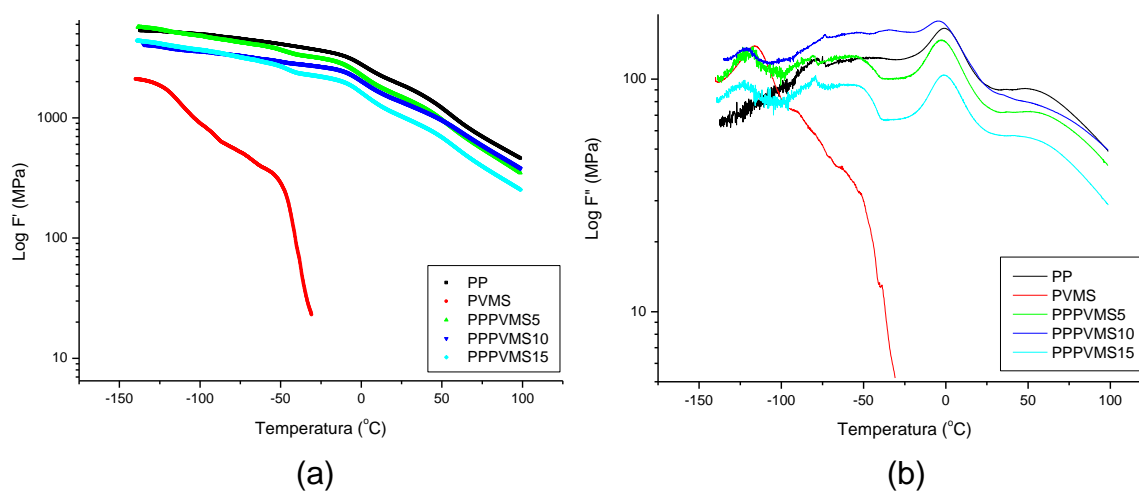 1000
100
10
Log F' (MPa)
-150
-100
-50
0
50
100
Temperatura (°C)
PP
PVMS
PPPVMS5
PPPVMS10
PPPVMS15
(a)
100
10
Log F" (MPa)
-150
-100
-50
0
50
100
Temperatura (°C)
PP
PVMS
PPPVMS5
PPPVMS10
PPPVMS15
(b)